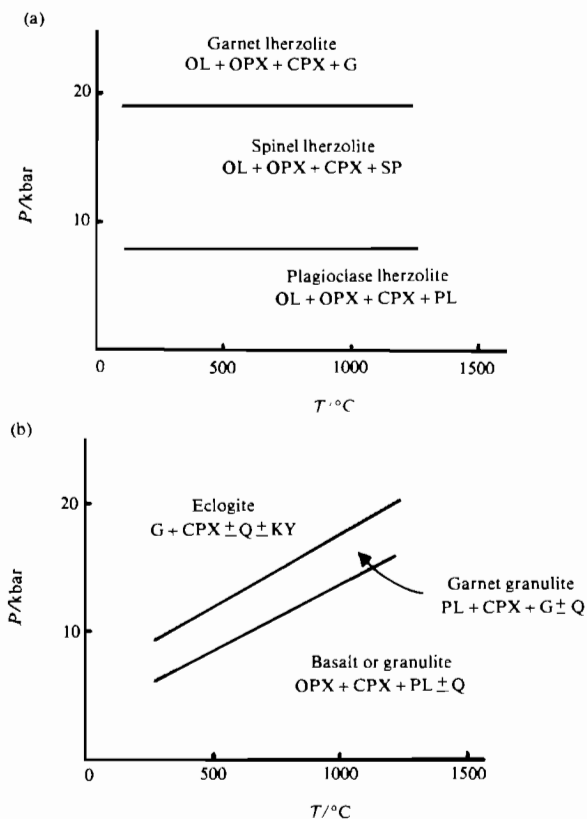 (a)
Garnet lherzolite
OL + OPX + CPX + G
20
Spinel lherzolite
OL + OPX + CPX + SP
P/kbar
10
Plagioclase lherzolite
OL + OPX + CPX + PL
0
500
1000
1500
T/°C
(b)
20
Eclogite
G + CPX ± Q ± KY
Garnet granulite
PL + CPX + G ± Q
P/kbar
10
Basalt or granulite
OPX + CPX + PL ± Q
0
500
1000
1500
T/°C